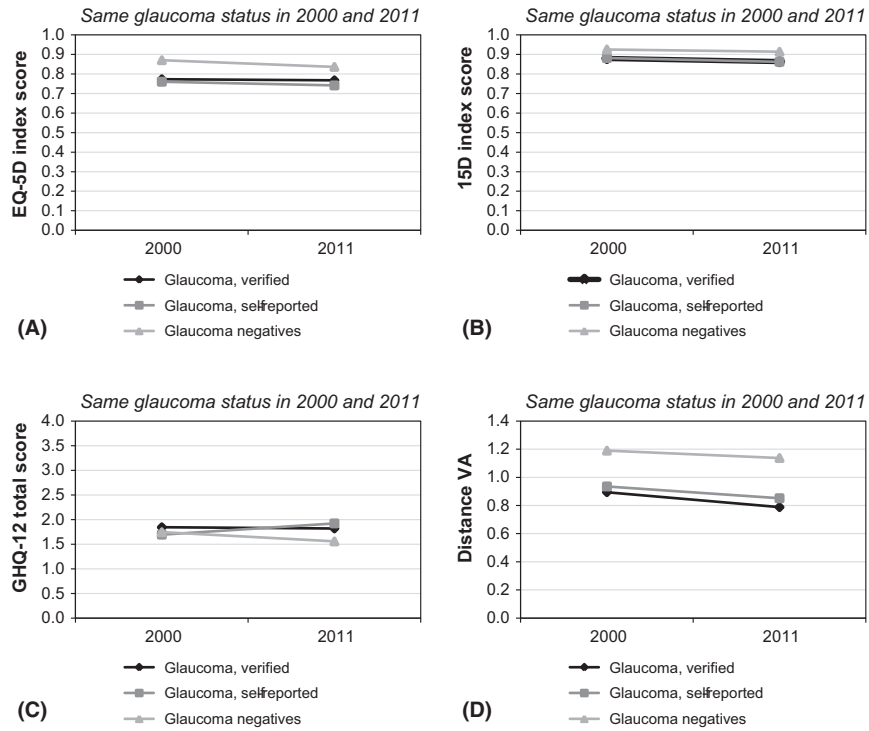 Same glaucoma status in 2000 and 2011
1.0
0.9
0.8
0.7
0.6
0.5
0.4
0.3
0.2
0.1
0.0
EQ-5D index score
2000 2011
Glaucoma, verified
Glaucoma, self-reported
Glaucoma negatives
(A)
Same glaucoma status in 2000 and 2011
1.0
0.9
0.8
0.7
0.6
0.5
0.4
0.3
0.2
0.1
0.0
15D index score
2000 2011
Glaucoma, verified
Glaucoma, self-reported
Glaucoma negatives
(B)
Same glaucoma status in 2000 and 2011
4.0
3.5
3.0
2.5
2.0
1.5
1.0
0.5
0.0
GHQ-12 total score
2000 2011
Glaucoma, verified
Glaucoma, self-reported
Glaucoma negatives
(C)
Same glaucoma status in 2000 and 2011
1.4
1.2
1.0
0.8
0.6
0.4
0.2
0.0
Distance VA
2000 2011
Glaucoma, verified
Glaucoma, self-reported
Glaucoma negatives
(D)